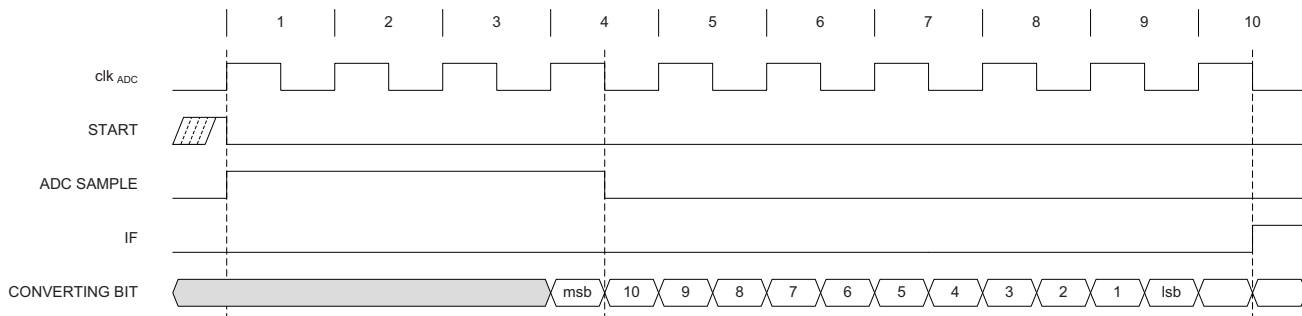 1 2 3 4 5 6 7 8 9 10
clk ADC
START
ADC SAMPLE
IF
CONVERTING BIT msb 10 9 8 7 6 5 4 3 2 1 lsb